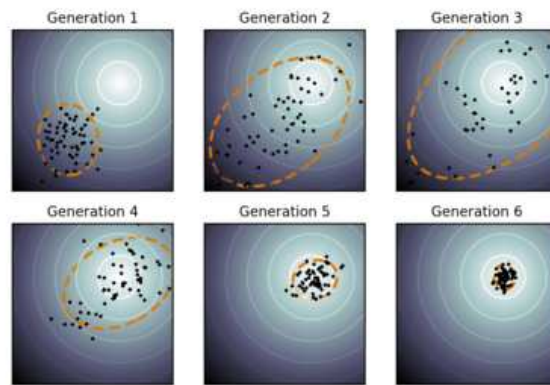 Generation 1
Generation 2
Generation 3
Generation 4
Generation 5
Generation 6